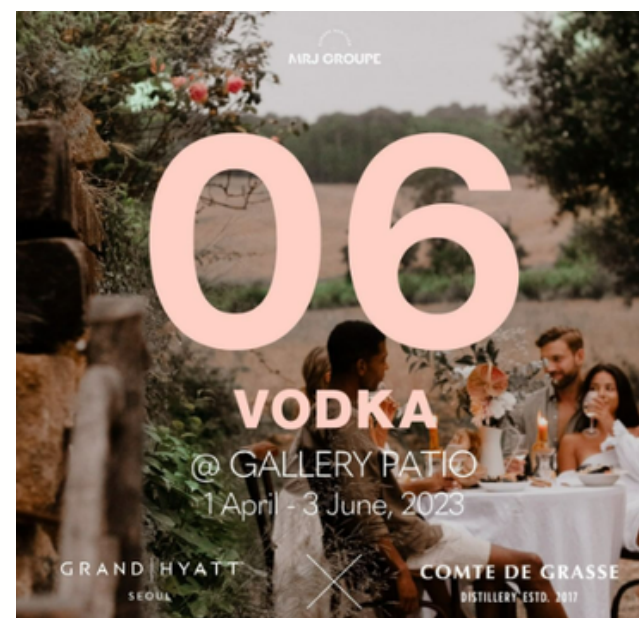 MRJ GROUPE
06
VODKA
@ GALLERY PATIO
1 April - 3 June, 2023
GRAND | HYATT
SEOUL
COMTE DE GRASSE
DISTILLERY ESTD. 2017